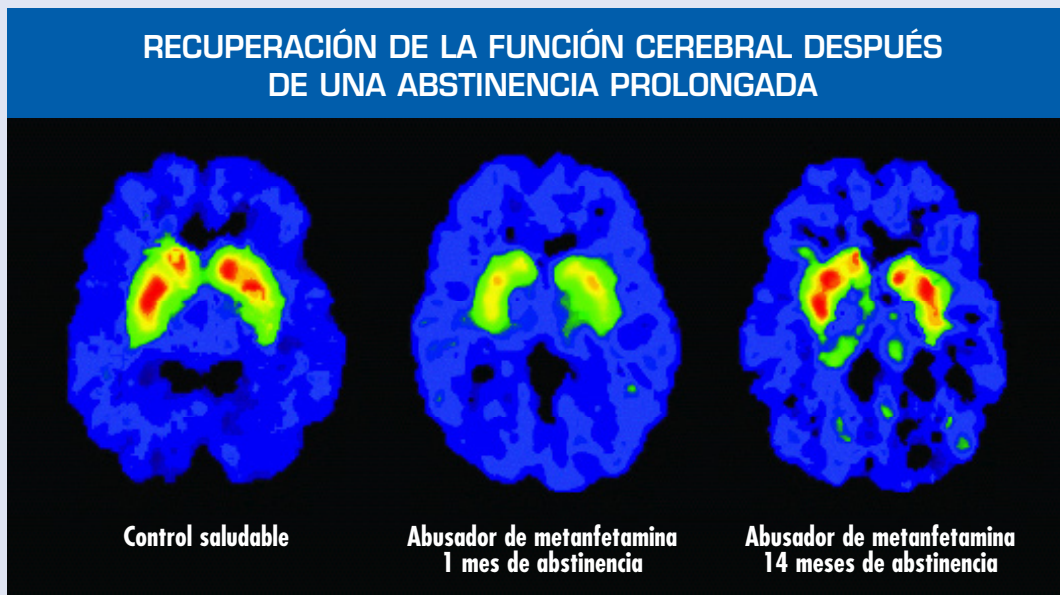 RECUPERACIÓN DE LA FUNCIÓN CEREBRAL DESPUÉS
DE UNA ABSTINENCIA PROLONGADA
Control saludable
Abusador de metanfetamina
1 mes de abstinencia
Abusador de metanfetamina
14 meses de abstinencia